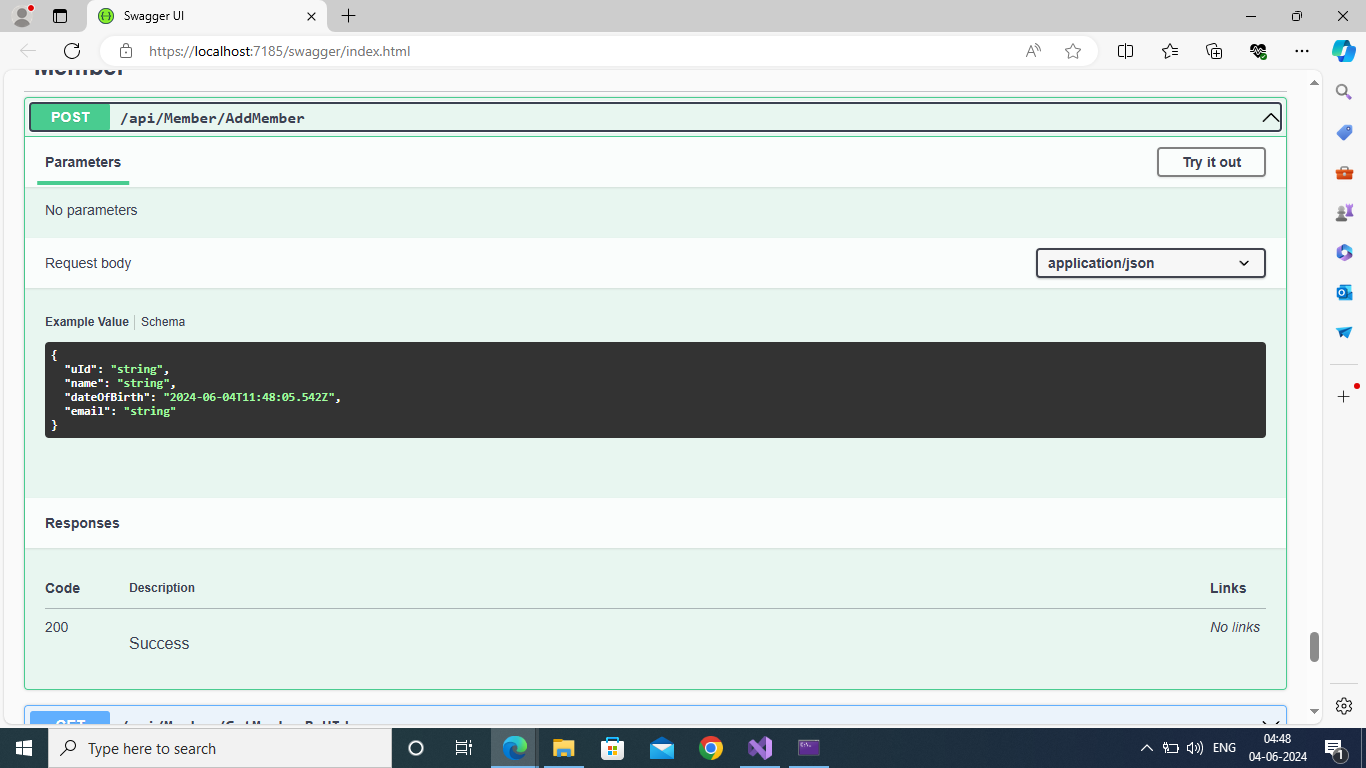 Swagger UI
https://localhost:7185/swagger/index.html
Member
POST /api/Member/AddMember
Parameters
Try it out
No parameters
Request body
application/json
Example Value
Schema
{
"uId": "string",
"name": "string",
"dateOfBirth": "2024-06-04T11:48:05.542Z",
"email": "string"
}
Responses
Code Description Links
200 Success No links
GET
Type here to search
ENG
04:48
04-06-2024
1